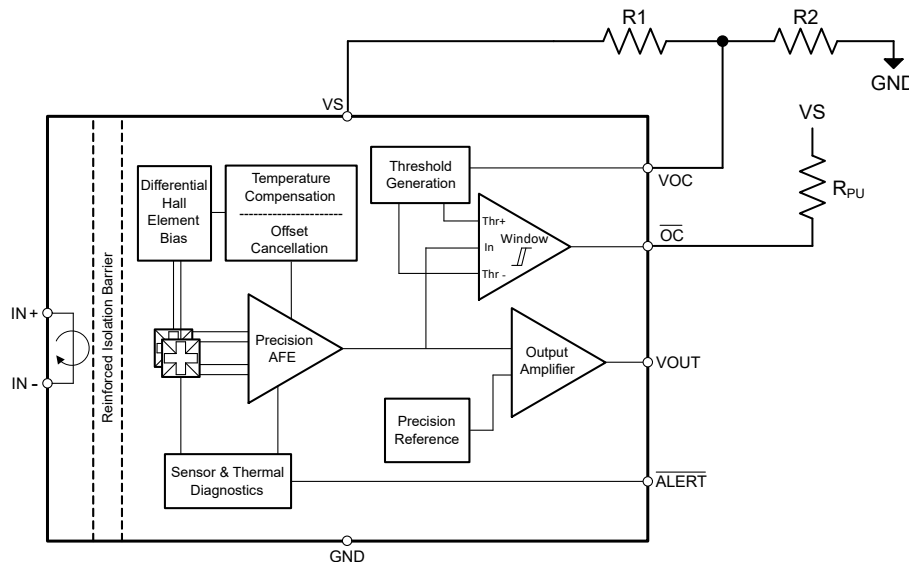 R1
R2
GND
VS
VS
R<sub>PU</sub>
Differential
Hall
Element
Bias
Temperature
Compensation
Offset
Cancellation
Threshold
Generation
VOC
Thr+
In
Thr -
Window
OC
IN+
IN -
Reinforced Isolation Barrier
Precision
AFE
Output
Amplifier
VOUT
Precision
Reference
Sensor & Thermal
Diagnostics
ALERT
GND